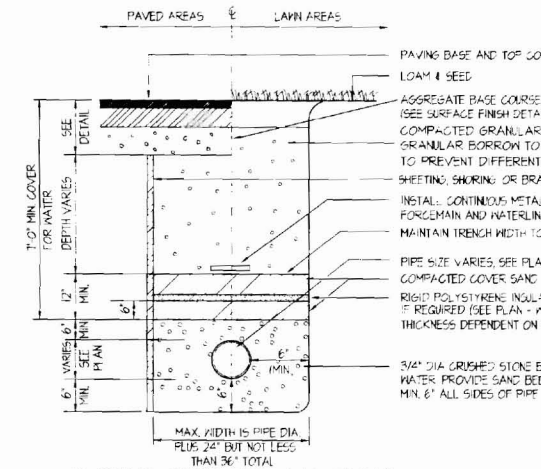 PAVED AREAS
℄
LAWN AREAS
PAVING BASE AND TOP CO
LOAM & SEED
AGGREGATE BASE COURSE
(SEE SURFACE FINISH DETA
COMPACTED GRANULAR
GRANULAR BORROW TO
TO PREVENT DIFFERENT
SHEETING, SHORING OR BRA
INSTALL CONTINUOUS METAL
FORCEMAIN AND WATERLIN
MAINTAIN TRENCH WIDTH TO
PIPE SIZE VARIES, SEE PLA
COMPACTED COVER SAND
RIGID POLYSTYRENE INSULA
IF REQUIRED (SEE PLAN - W
THICKNESS DEPENDENT ON
3/4" DIA CRUSHED STONE B
WATER PROVIDE SAND BED
MIN. 6" ALL SIDES OF PIPE
7'-0" MIN. COVER
FOR WATER
SEE
DETAIL
DEPTH VARIES
12"
MIN.
6"
MIN
VARIES
SEE
PLAN
6"
MIN.
6"
6"
(MIN.
6"
MAX. WIDTH IS PIPE DIA
PLUS 24" BUT NOT LESS
THAN 36" TOTAL